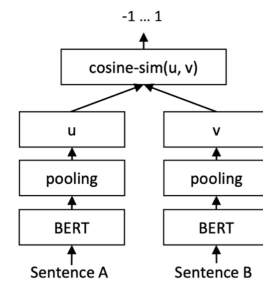 -1 ... 1
cosine-sim(u, v)
u v
pooling pooling
BERT BERT
Sentence A Sentence B